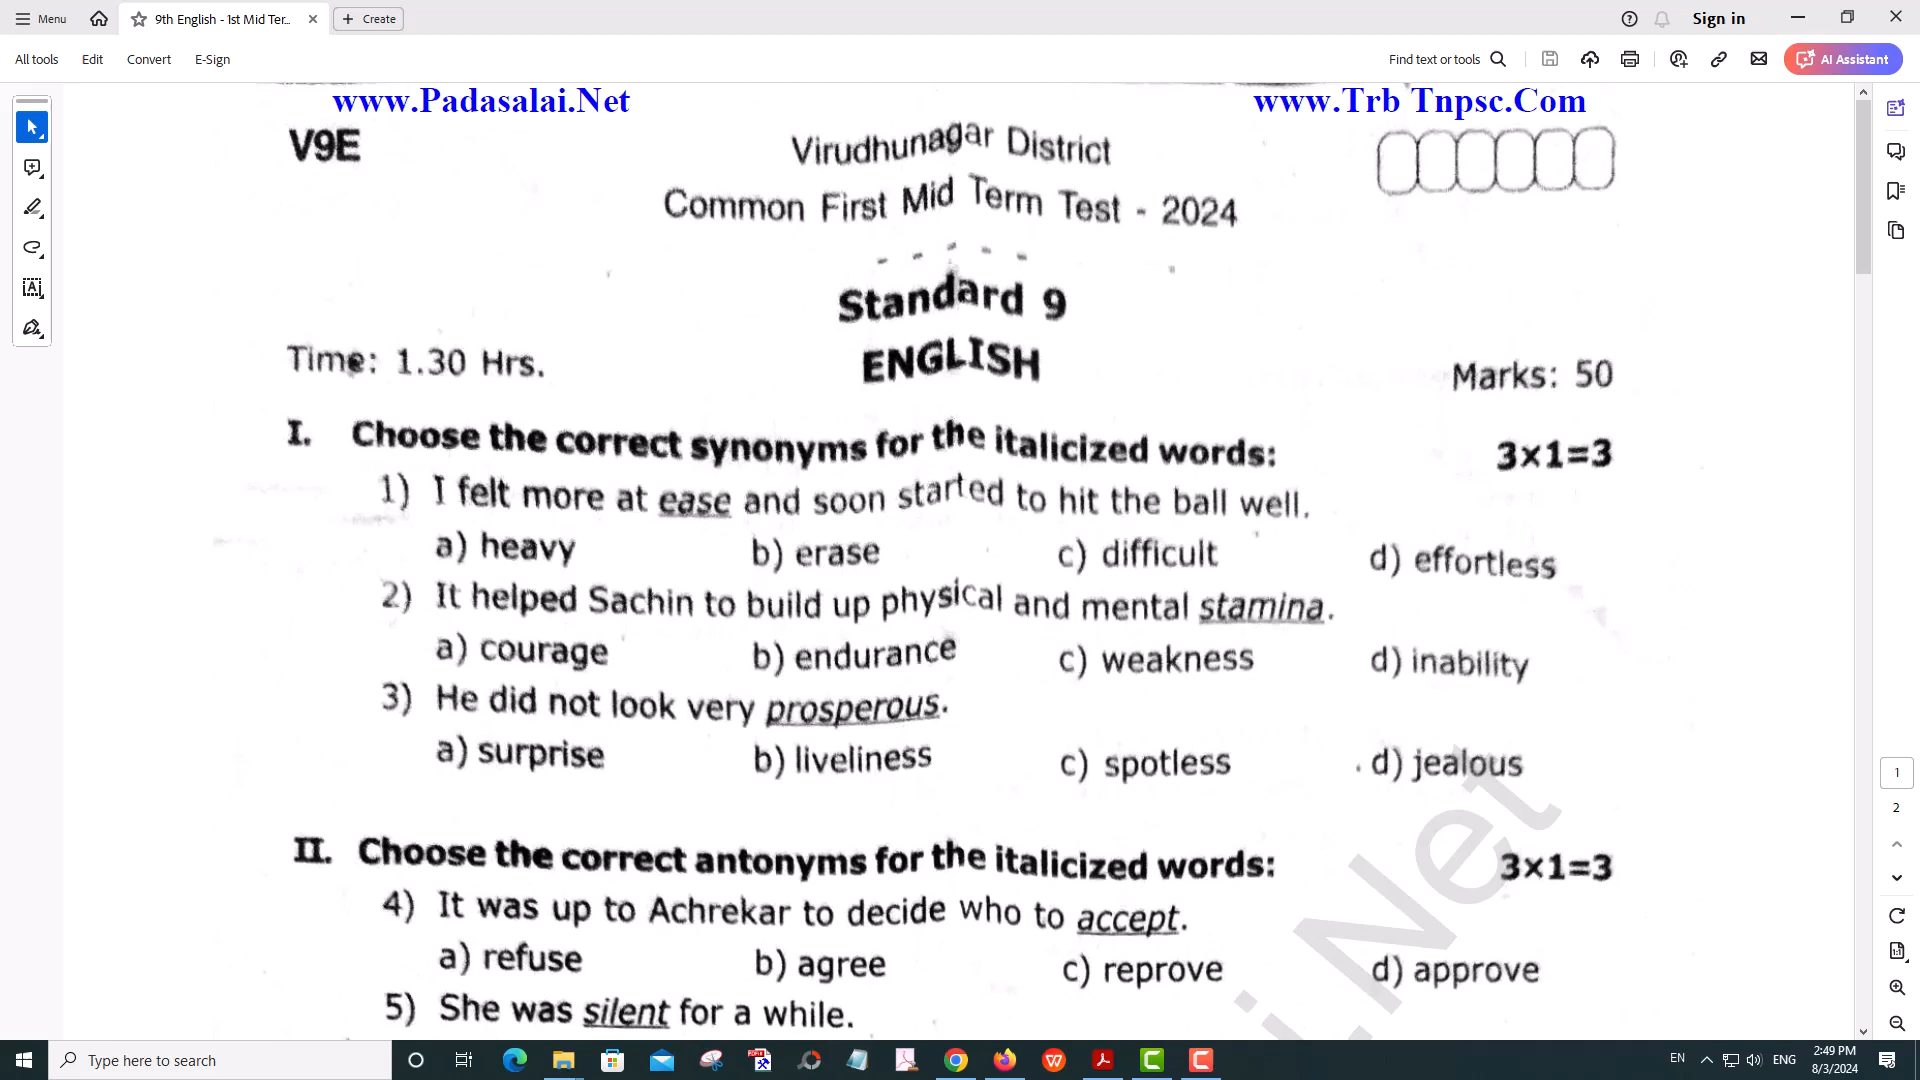 Menu
9th English - 1st Mid Ter...
Create
Sign in
All tools Edit Convert E-Sign
Find text or tools
AI Assistant
www.Padasalai.Net www.Trb Tnpsc.Com
V9E
Virudhunagar District
Common First Mid Term Test - 2024
Standard 9
ENGLISH
Time: 1.30 Hrs. Marks: 50
I. Choose the correct synonyms for the italicized words: 3×1=3
1) I felt more at ease and soon started to hit the ball well.
a) heavy b) erase c) difficult d) effortless
2) It helped Sachin to build up physical and mental stamina.
a) courage b) endurance c) weakness d) inability
3) He did not look very prosperous.
a) surprise b) liveliness c) spotless d) jealous
II. Choose the correct antonyms for the italicized words: 3×1=3
4) It was up to Achrekar to decide who to accept.
a) refuse b) agree c) reprove d) approve
5) She was silent for a while.
i.Net
1
2
Type here to search
EN
ENG
2:49 PM
8/3/2024